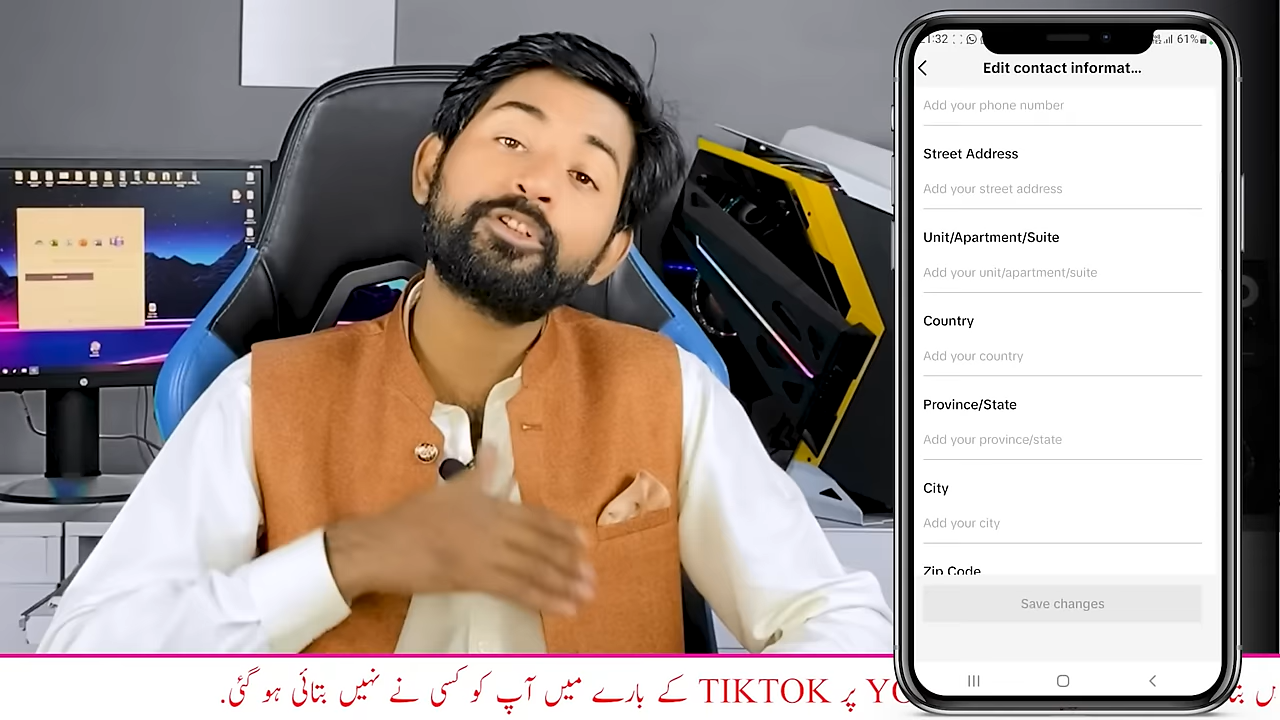 1:32
61%
Edit contact informat...
Add your phone number
Street Address
Add your street address
Unit/Apartment/Suite
Add your unit/apartment/suite
Country
Add your country
Province/State
Add your province/state
City
Add your city
Zip Code
Save changes
پر TIKTOK کے بارے میں آپ کو کسی نے نہیں بتائی ہو گئی.